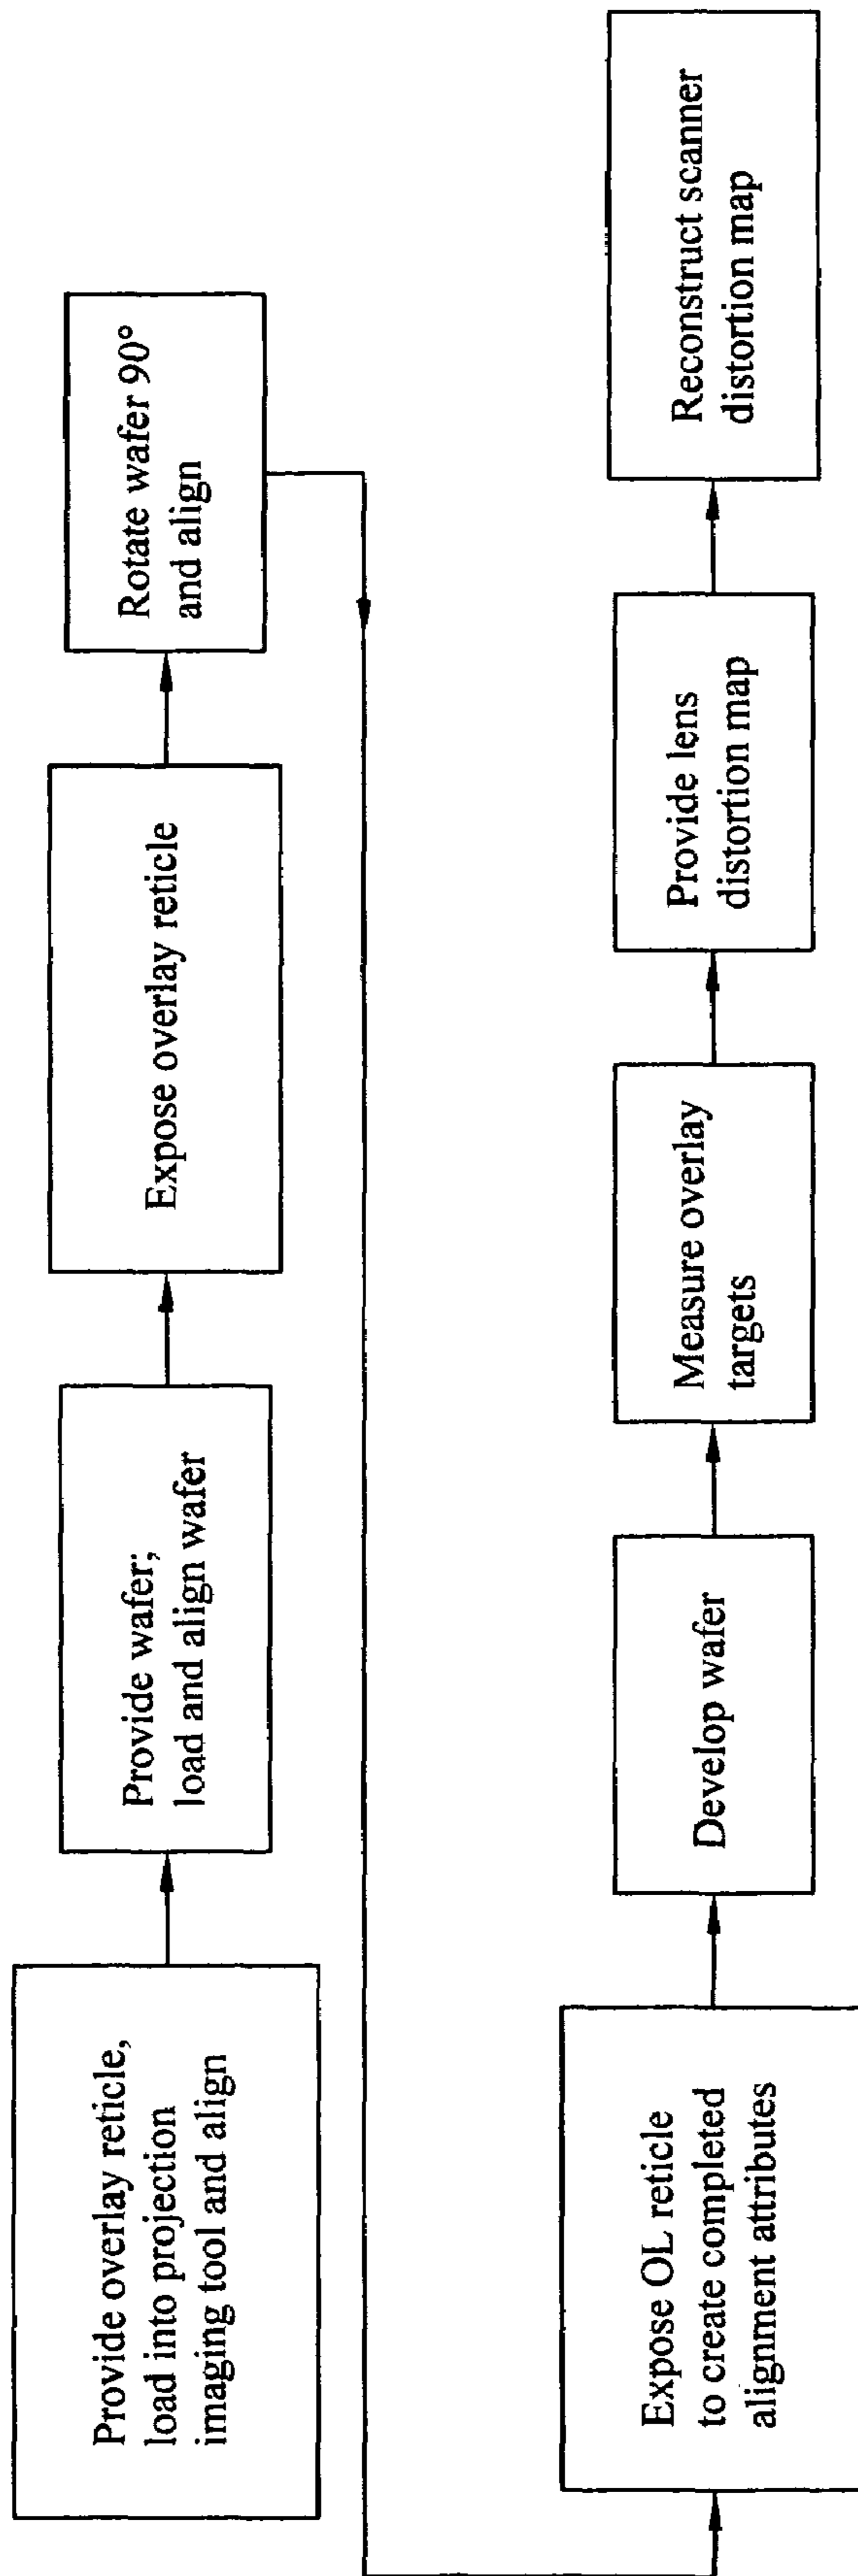 Provide overlay reticle,
load into projection
imaging tool and align
Provide wafer;
load and align wafer
Expose overlay reticle
Rotate wafer 90°
and align
Expose OL reticle
to create completed
alignment attributes
Develop wafer
Measure overlay
targets
Provide lens
distortion map
Reconstruct scanner
distortion map